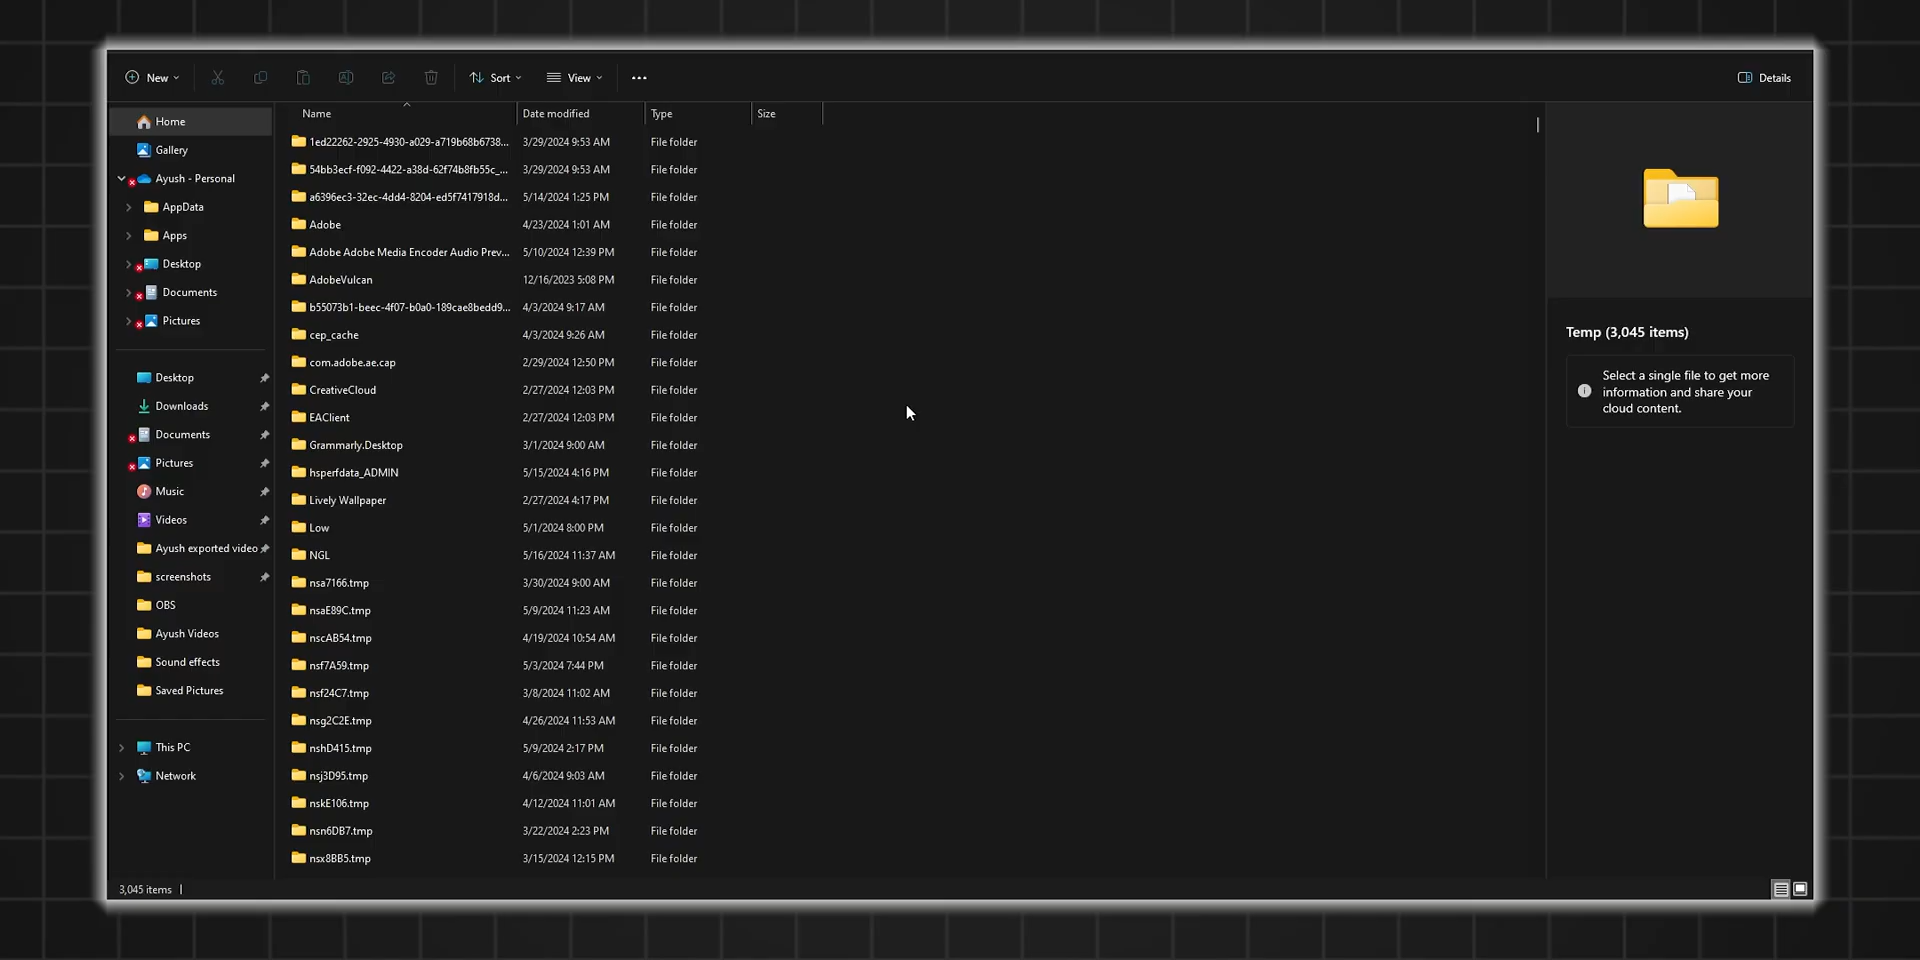 New
Sort
View
Details
Name
Date modified
Type
Size
Home
Gallery
Ayush - Personal
AppData
Apps
Desktop
Documents
Pictures
Desktop
Downloads
Documents
Pictures
Music
Videos
Ayush exported video
screenshots
OBS
Ayush Videos
Sound effects
Saved Pictures
This PC
Network
1ed22262-2925-4930-a029-a719b68b6738... 3/29/2024 9:53 AM File folder
54bb3ecf-f092-4422-a38d-62f74b8fb55c_... 3/29/2024 9:53 AM File folder
a6396ec3-32ec-4dd4-8204-ed5f7417918d... 5/14/2024 1:25 PM File folder
Adobe 4/23/2024 1:01 AM File folder
Adobe Adobe Media Encoder Audio Prev... 5/10/2024 12:39 PM File folder
AdobeVulcan 12/16/2023 5:08 PM File folder
b55073b1-beec-4f07-b0a0-189cae8bedd9... 4/3/2024 9:17 AM File folder
cep_cache 4/3/2024 9:26 AM File folder
com.adobe.ae.cap 2/29/2024 12:50 PM File folder
CreativeCloud 2/27/2024 12:03 PM File folder
EAClient 2/27/2024 12:03 PM File folder
Grammarly.Desktop 3/1/2024 9:00 AM File folder
hsperfdata_ADMIN 5/15/2024 4:16 PM File folder
Lively Wallpaper 2/27/2024 4:17 PM File folder
Low 5/1/2024 8:00 PM File folder
NGL 5/16/2024 11:37 AM File folder
nsa7166.tmp 3/30/2024 9:00 AM File folder
nsaE89C.tmp 5/9/2024 11:23 AM File folder
nscAB54.tmp 4/19/2024 10:54 AM File folder
nsf7A59.tmp 5/3/2024 7:44 PM File folder
nsf24C7.tmp 3/8/2024 11:02 AM File folder
nsg2C2E.tmp 4/26/2024 11:53 AM File folder
nshD415.tmp 5/9/2024 2:17 PM File folder
nsj3D95.tmp 4/6/2024 9:03 AM File folder
nskE106.tmp 4/12/2024 11:01 AM File folder
nsn6DB7.tmp 3/22/2024 2:23 PM File folder
nsx8BB5.tmp 3/15/2024 12:15 PM File folder
Temp (3,045 items)
Select a single file to get more
information and share your
cloud content.
3,045 items